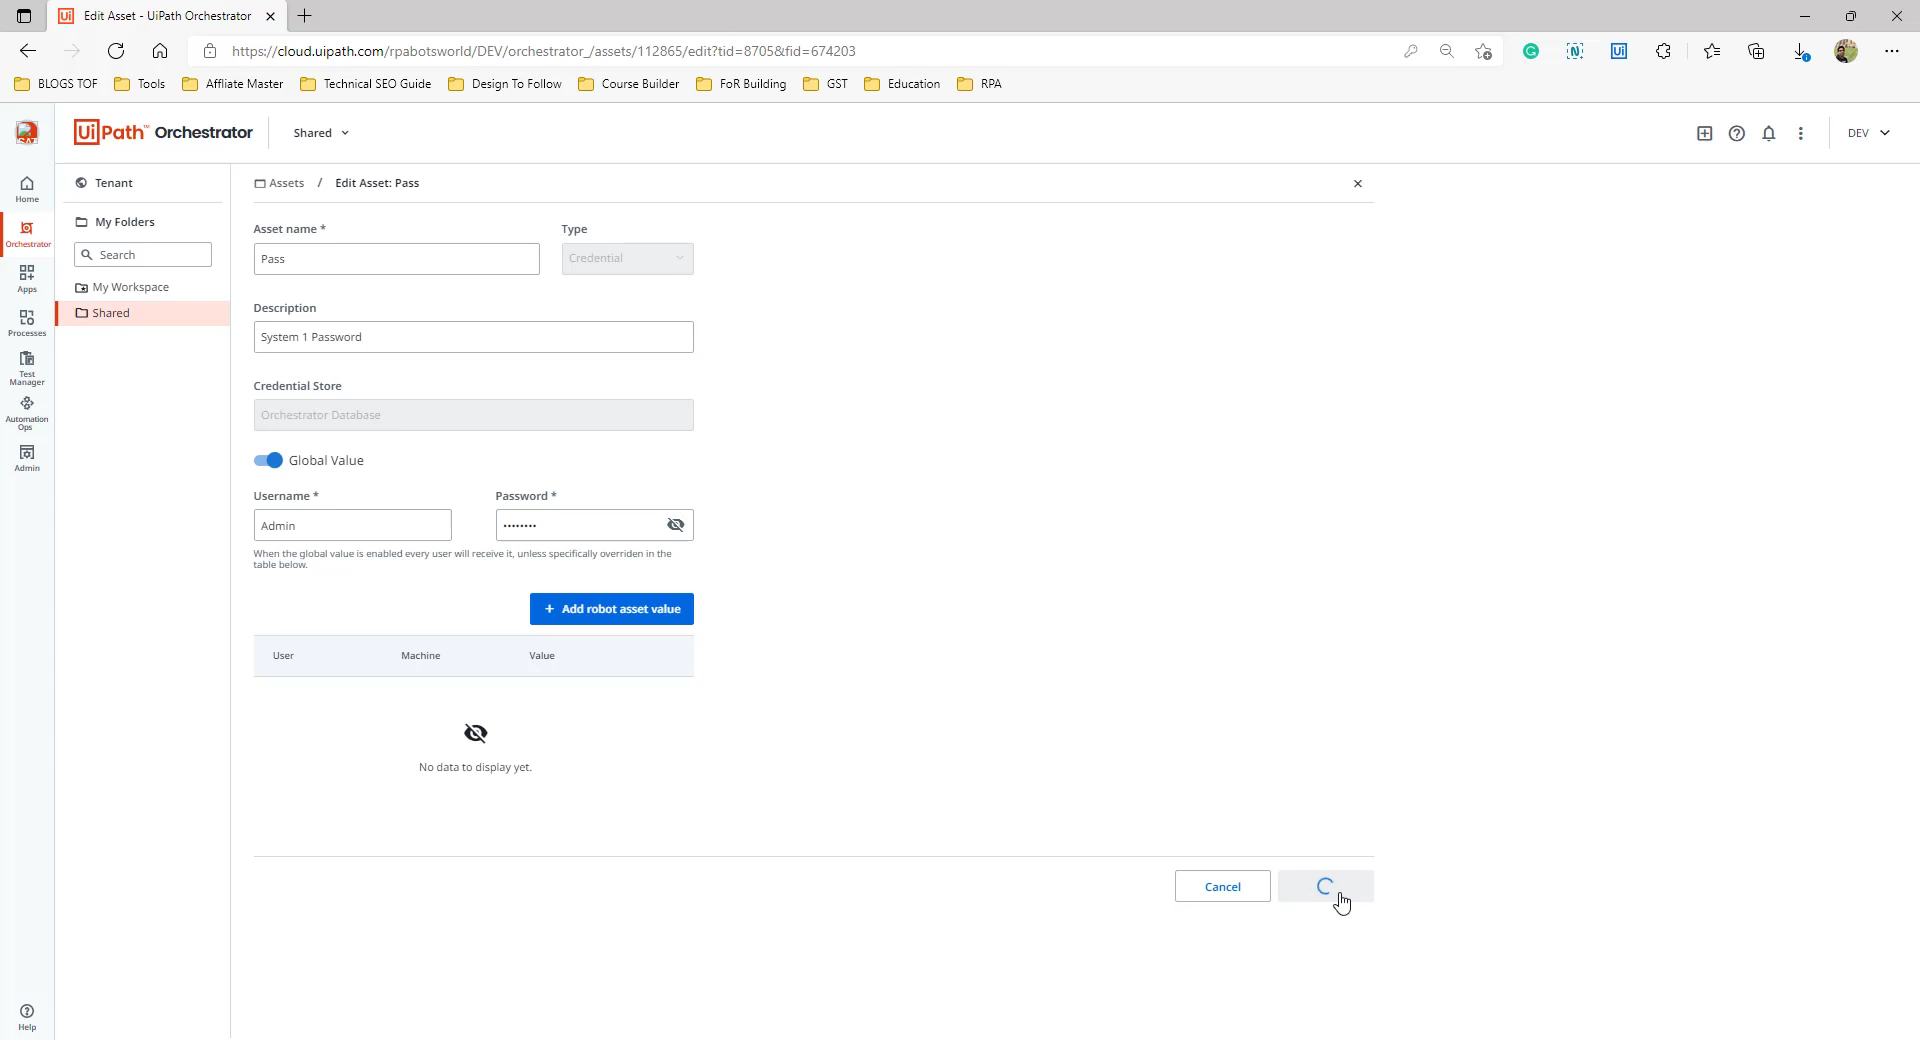 Edit Asset - UiPath Orchestrator
https://cloud.uipath.com/rpabotsworld/DEV/orchestrator_/assets/112865/edit?tid=8705&fid=674203
BLOGS TOF
Tools
Affliate Master
Technical SEO Guide
Design To Follow
Course Builder
FoR Building
GST
Education
RPA
UiPath™ Orchestrator
Shared
DEV
Home
Orchestrator
Apps
Processes
Test
Manager
Automation
Ops
Admin
Help
Tenant
My Folders
Search
My Workspace
Shared
Assets / Edit Asset: Pass
Asset name *
Type
Pass
Credential
Description
System 1 Password
Credential Store
Orchestrator Database
Global Value
Username *
Password *
Admin
••••••••
When the global value is enabled every user will receive it, unless specifically overriden in the
table below.
+ Add robot asset value
User
Machine
Value
No data to display yet.
Cancel